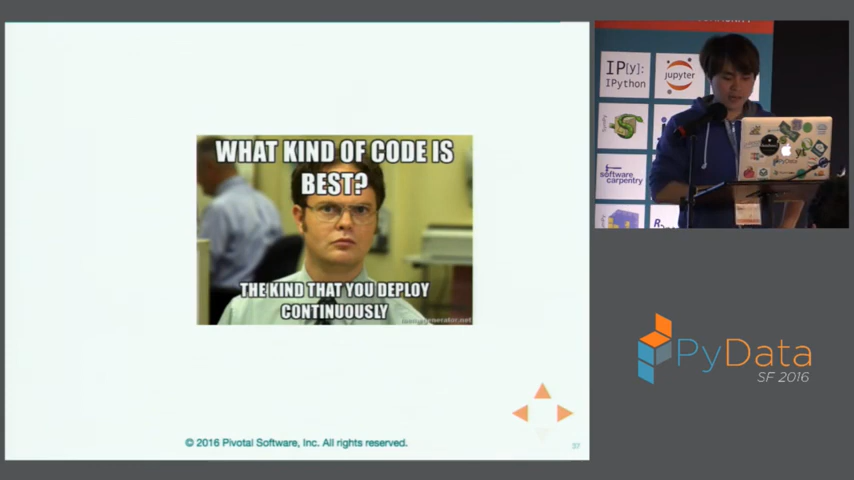 WHAT KIND OF CODE IS
BEST?
THE KIND THAT YOU DEPLOY
CONTINUOUSLY
© 2016 Pivotal Software, Inc. All rights reserved.
37
IP[y]:
IPython
jupyter
software
carpentry
PyData
SF 2016